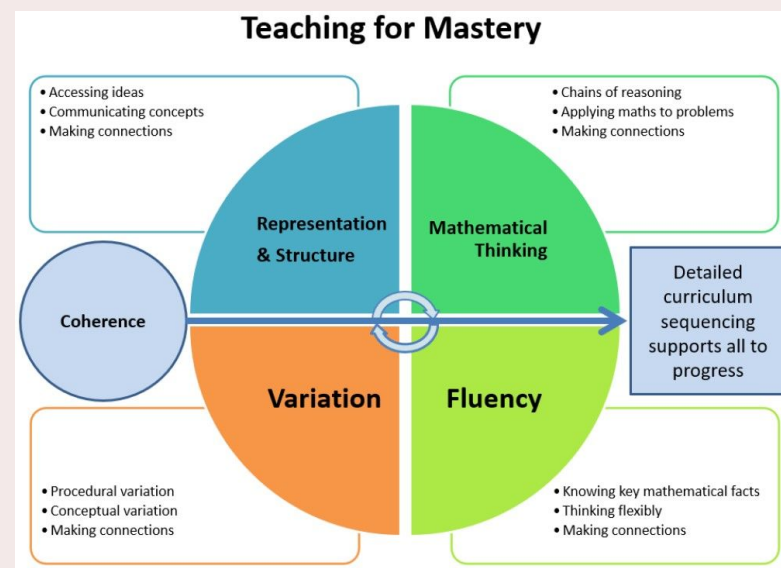 Teaching for Mastery
• Accessing ideas
• Communicating concepts
• Making connections
• Chains of reasoning
• Applying maths to problems
• Making connections
Representation
& Structure
Mathematical
Thinking
Coherence
Detailed
curriculum
sequencing
supports all to
progress
Variation
Fluency
• Procedural variation
• Conceptual variation
• Making connections
• Knowing key mathematical facts
• Thinking flexibly
• Making connections